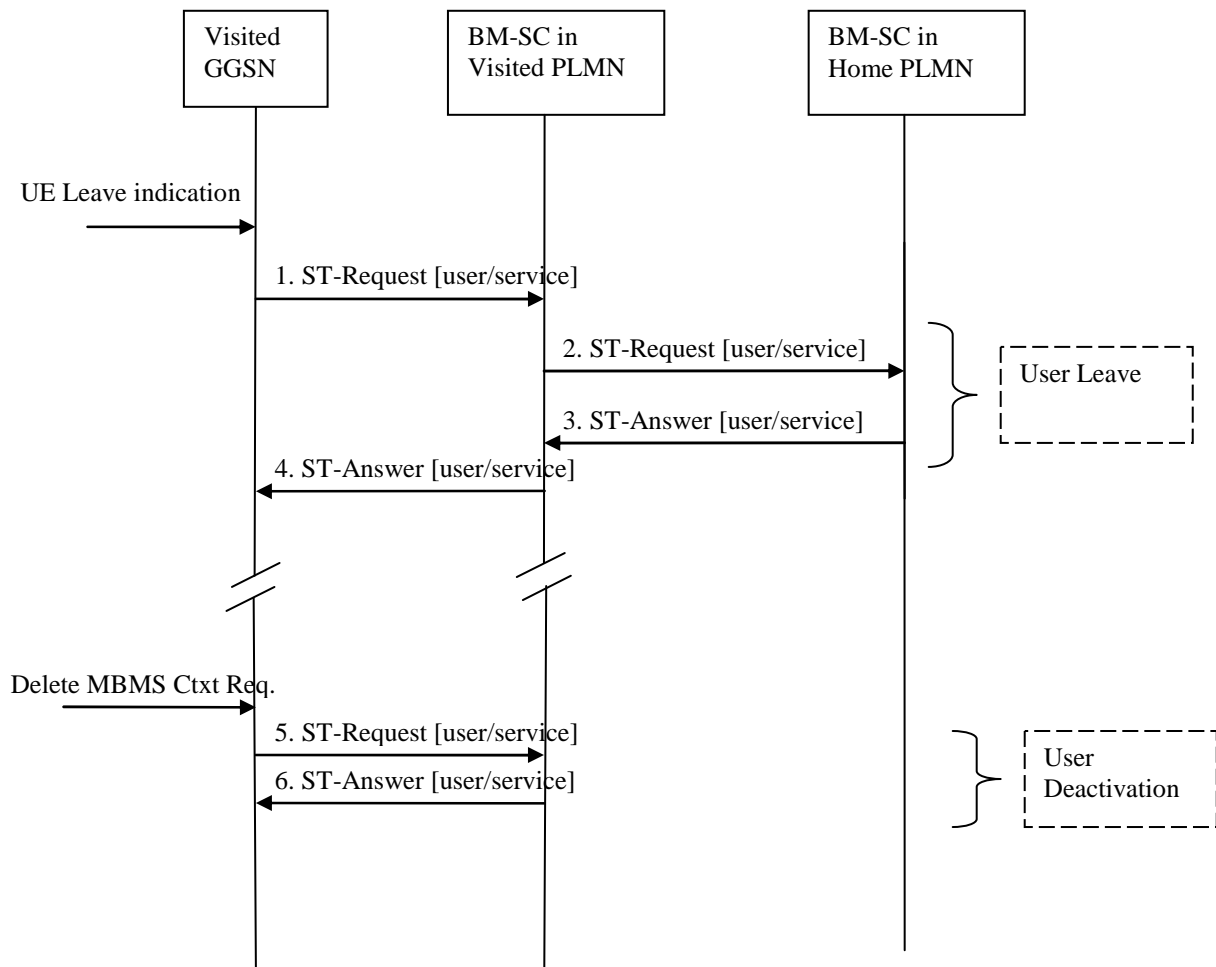 Visited
GGSN
BM-SC in
Visited PLMN
BM-SC in
Home PLMN
UE Leave indication
1. ST-Request [user/service]
2. ST-Request [user/service]
User Leave
3. ST-Answer [user/service]
4. ST-Answer [user/service]
Delete MBMS Ctxt Req.
5. ST-Request [user/service]
6. ST-Answer [user/service]
User
Deactivation